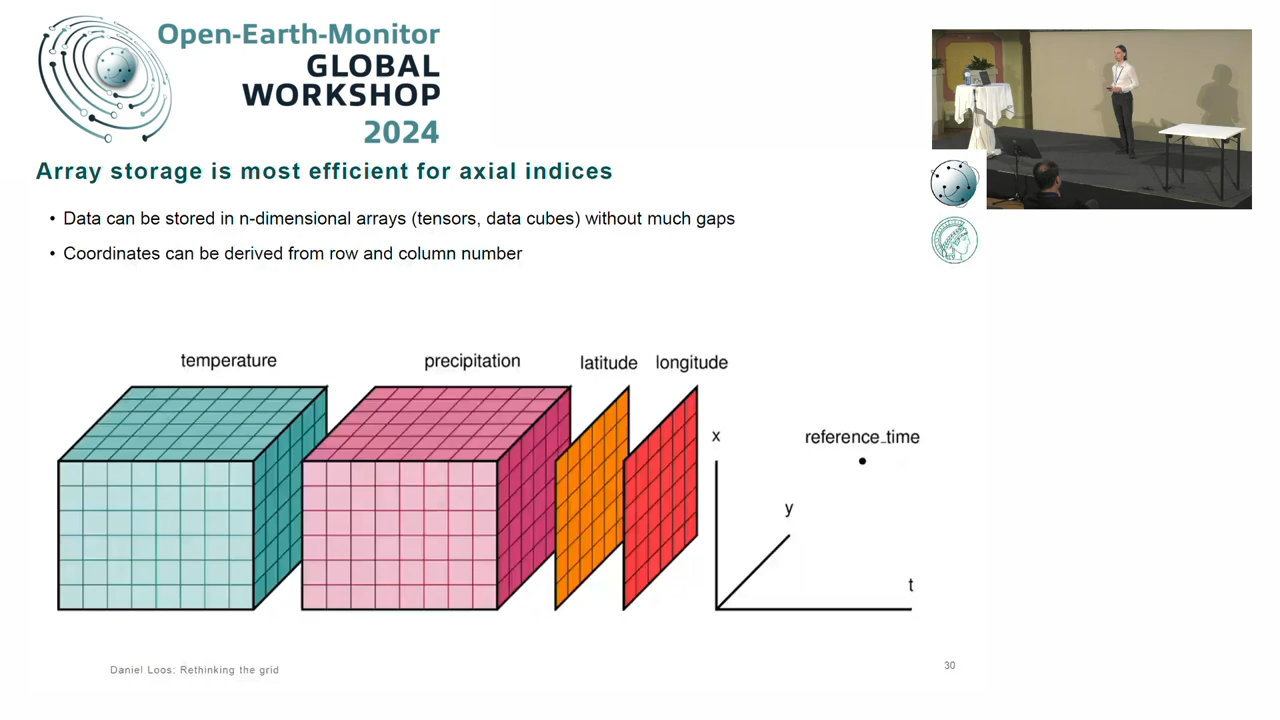 Open-Earth-Monitor
GLOBAL
WORKSHOP
2024
Array storage is most efficient for axial indices
• Data can be stored in n-dimensional arrays (tensors, data cubes) without much gaps
• Coordinates can be derived from row and column number
temperature
precipitation
latitude
longitude
x
reference_time
y
t
Daniel Loos: Rethinking the grid
30